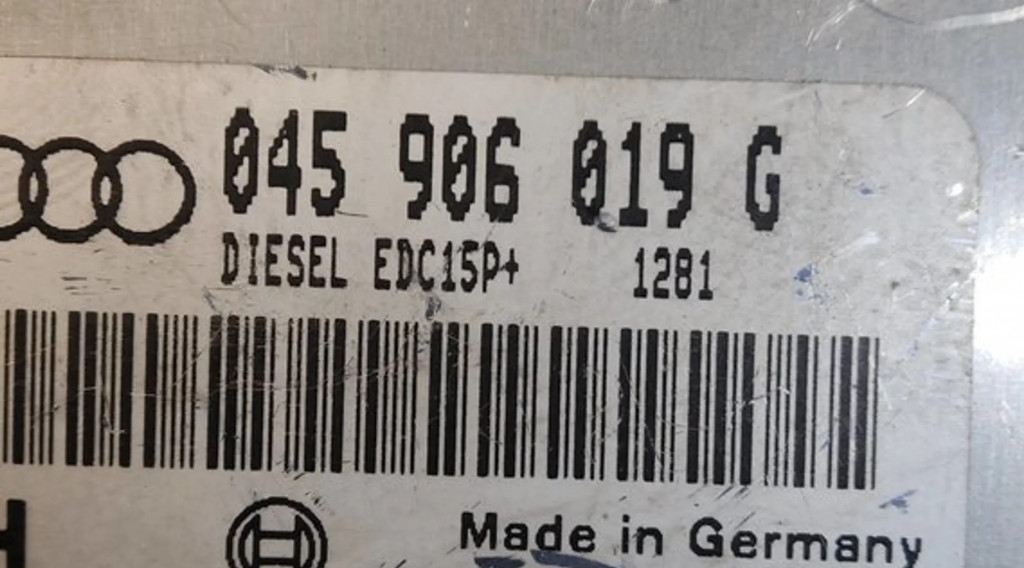 045 906 019 G
DIESEL EDC15P+ 1281
H
Made in Germany